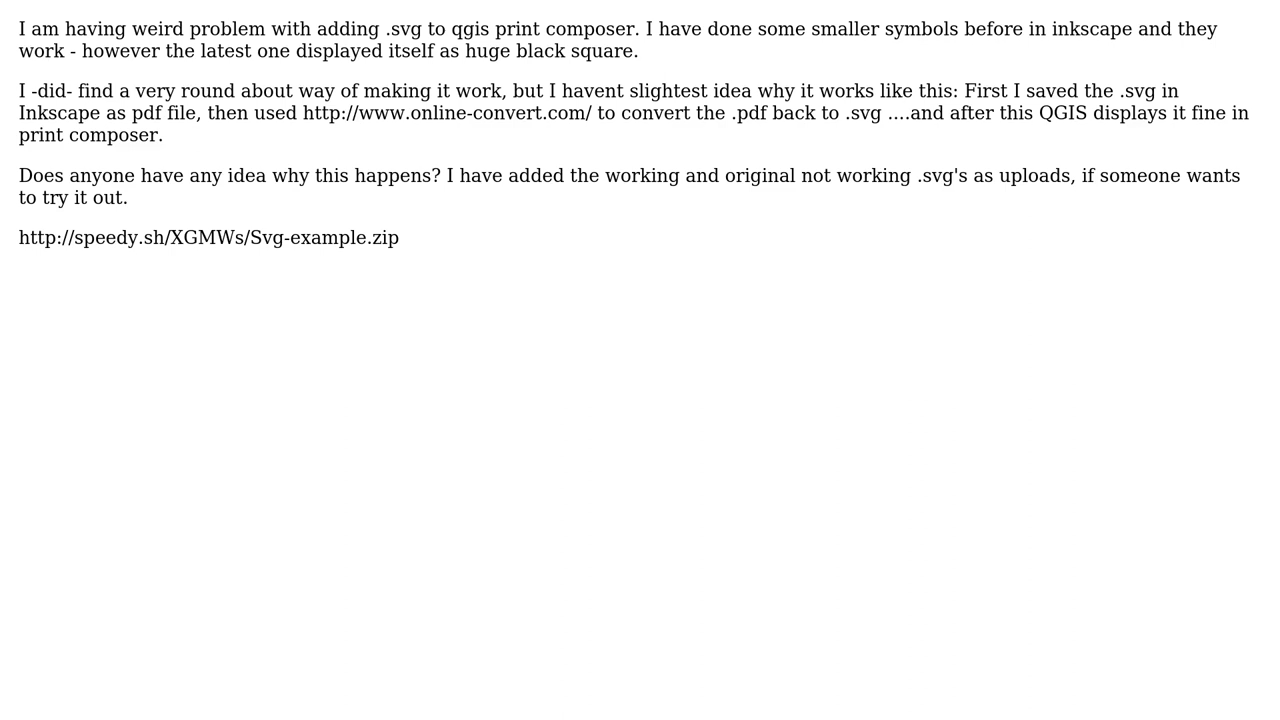 I am having weird problem with adding .svg to qgis print composer. I have done some smaller symbols before in inkscape and they
work - however the latest one displayed itself as huge black square.
I -did- find a very round about way of making it work, but I havent slightest idea why it works like this: First I saved the .svg in
Inkscape as pdf file, then used http://www.online-convert.com/ to convert the .pdf back to .svg ....and after this QGIS displays it fine in
print composer.
Does anyone have any idea why this happens? I have added the working and original not working .svg's as uploads, if someone wants
to try it out.
http://speedy.sh/XGMWs/Svg-example.zip